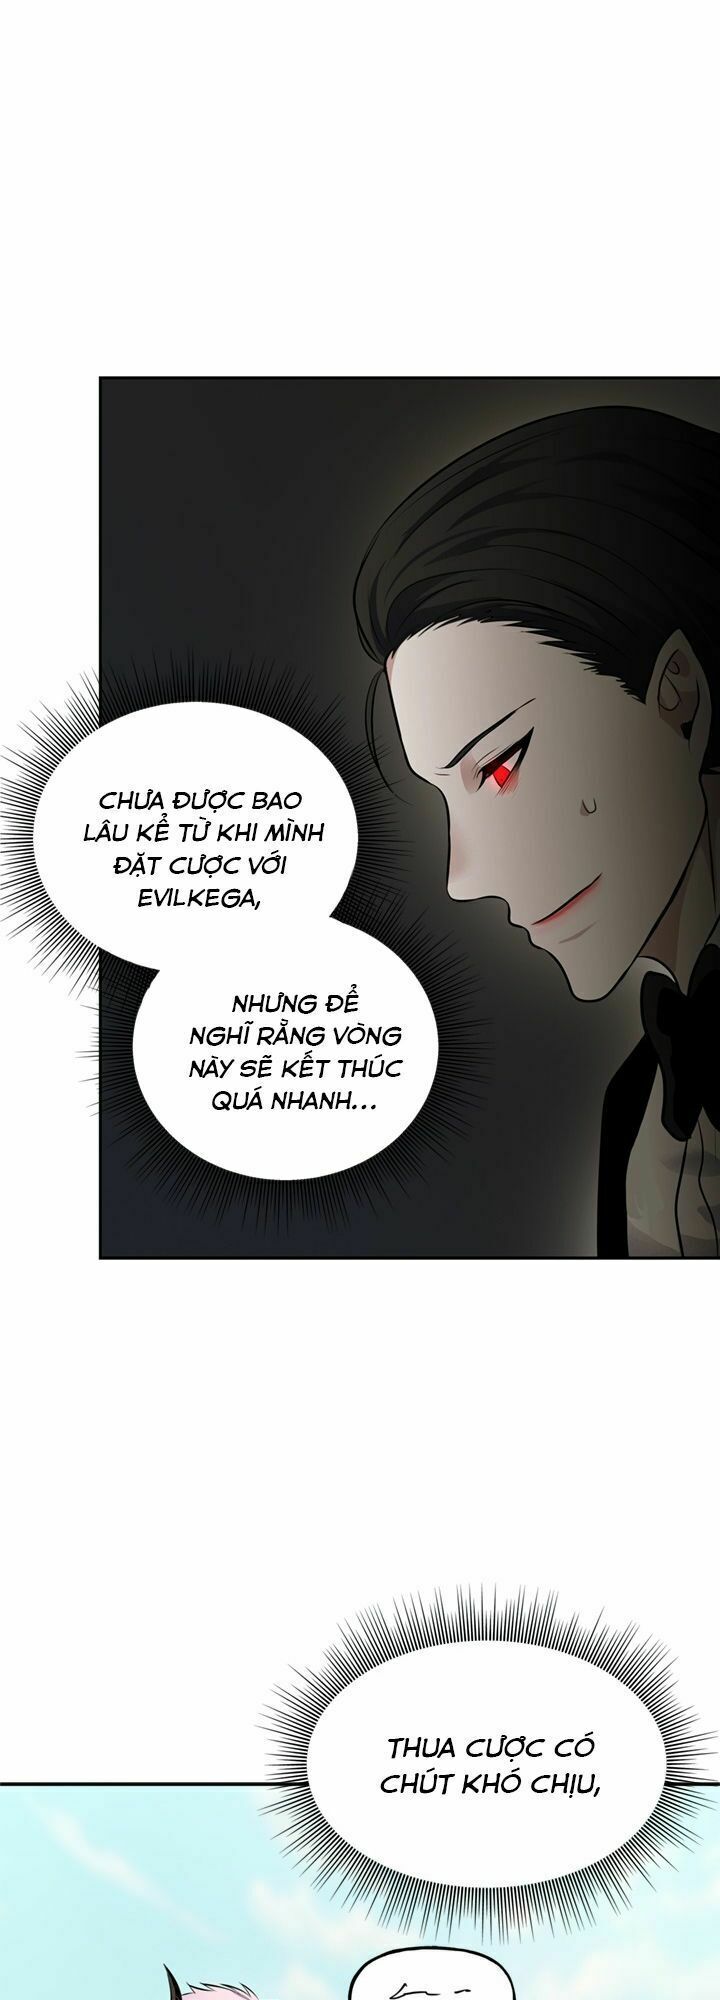 CHƯA ĐƯỢC BAO
LÂU KỂ TỪ KHI MÌNH
ĐẶT CƯỢC VỚI
EVILKEGA,
NHƯNG ĐỂ
NGHĨ RẰNG VÒNG
NÀY SẼ KẾT THÚC
QUÁ NHANH...
THUA CƯỢC CÓ
CHÚT KHÓ CHỊU,